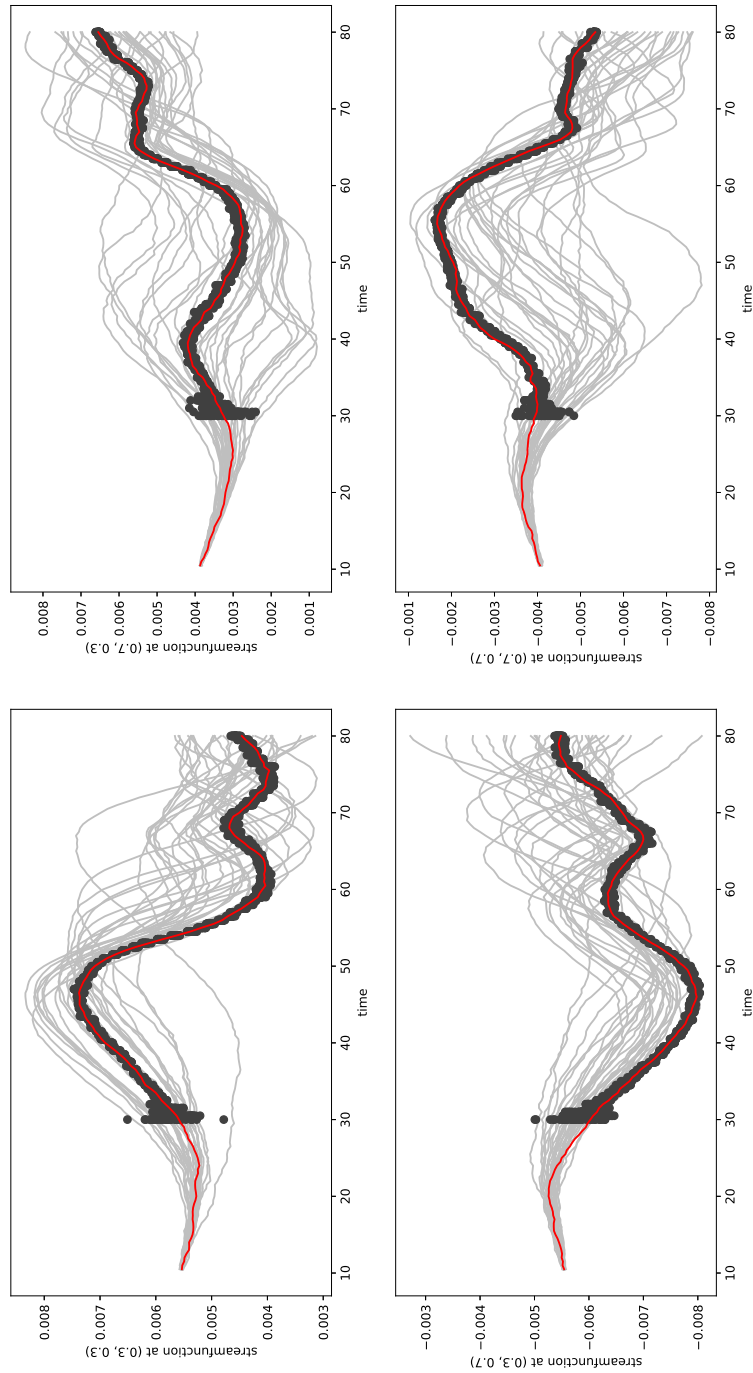 streamfunction at (0.3, 0.3)
0.008
0.007
0.006
0.005
0.004
0.003
10 20 30 40 50 60 70 80
time
streamfunction at (0.7, 0.3)
0.008
0.007
0.006
0.005
0.004
0.003
0.002
0.001
10 20 30 40 50 60 70 80
time
streamfunction at (0.3, 0.7)
−0.003
−0.004
−0.005
−0.006
−0.007
−0.008
10 20 30 40 50 60 70 80
time
streamfunction at (0.7, 0.7)
−0.001
−0.002
−0.003
−0.004
−0.005
−0.006
−0.007
−0.008
10 20 30 40 50 60 70 80
time